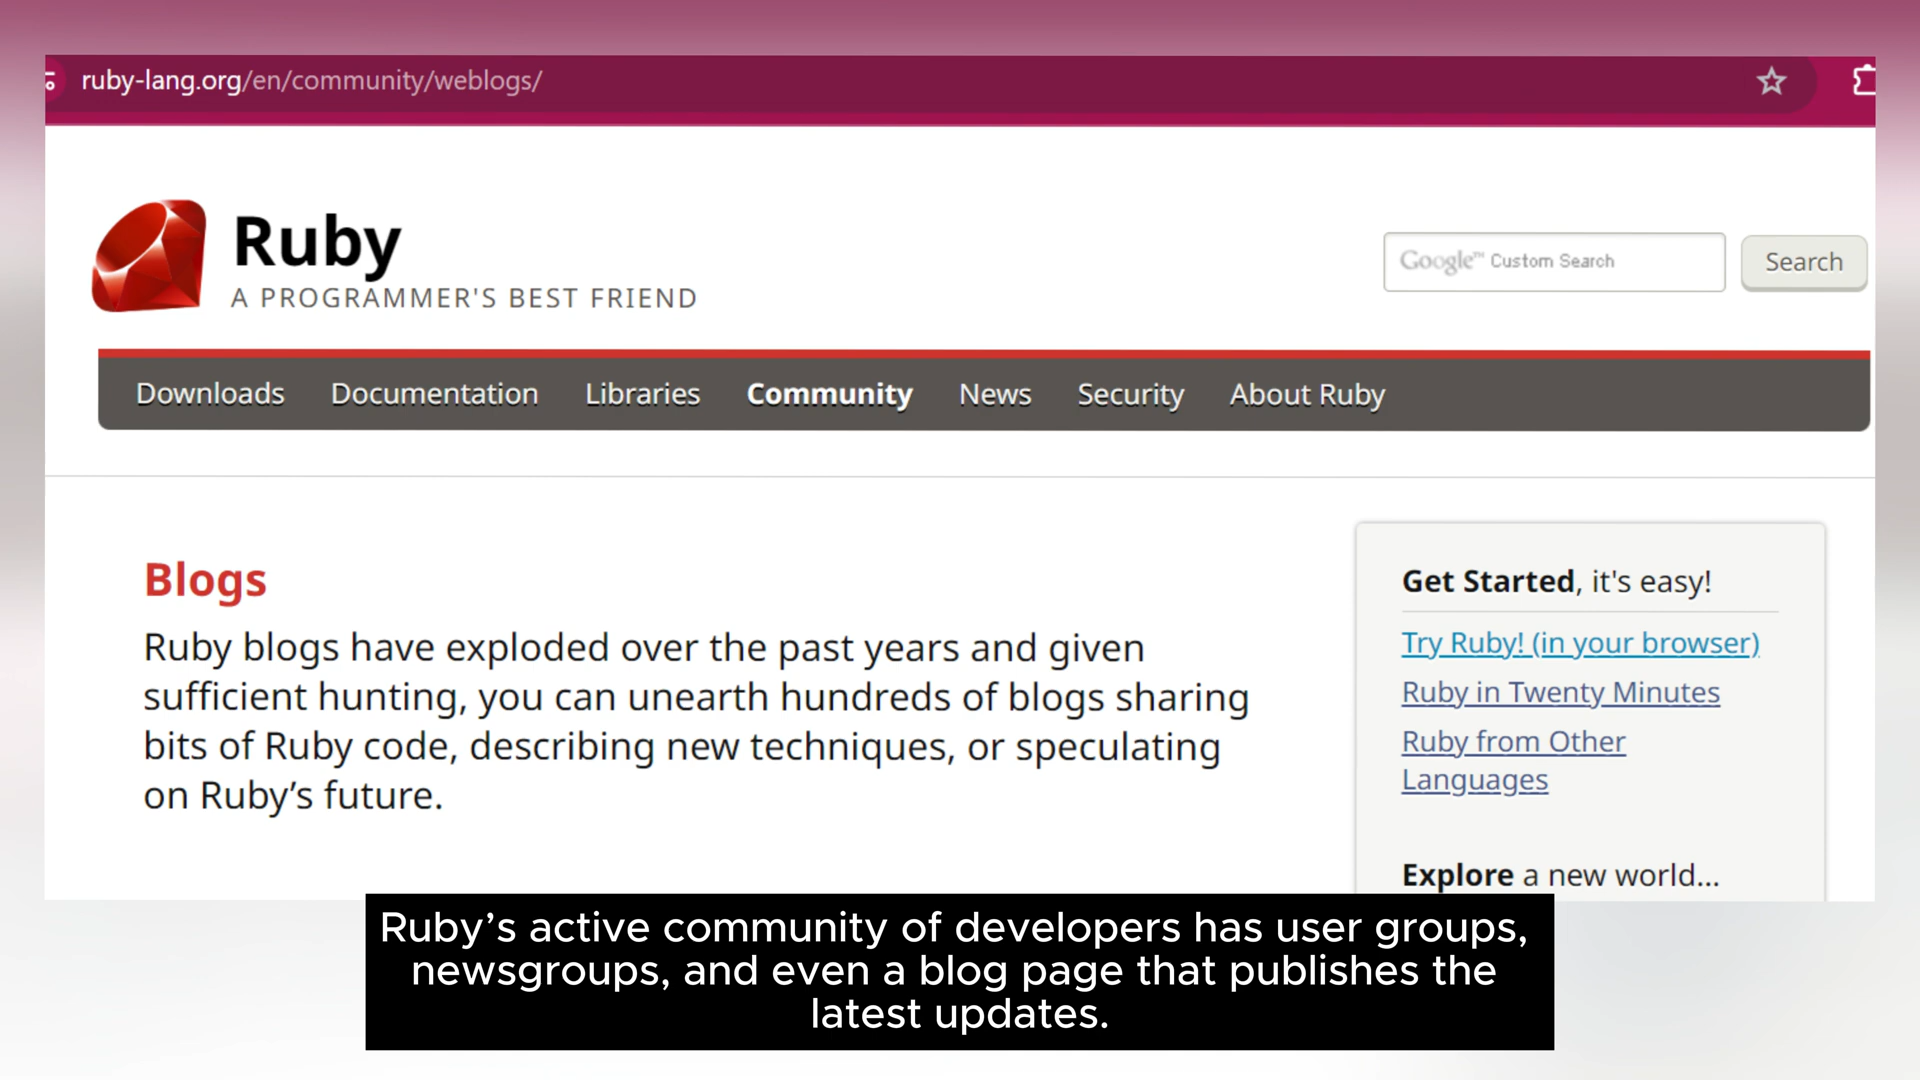 ruby-lang.org/en/community/weblogs/
Ruby
A PROGRAMMER'S BEST FRIEND
Google™ Custom Search
Search
Downloads Documentation Libraries Community News Security About Ruby
Blogs
Ruby blogs have exploded over the past years and given
sufficient hunting, you can unearth hundreds of blogs sharing
bits of Ruby code, describing new techniques, or speculating
on Ruby’s future.
Get Started, it's easy!
Try Ruby! (in your browser)
Ruby in Twenty Minutes
Ruby from Other
Languages
Explore a new world...
Ruby’s active community of developers has user groups,
newsgroups, and even a blog page that publishes the
latest updates.